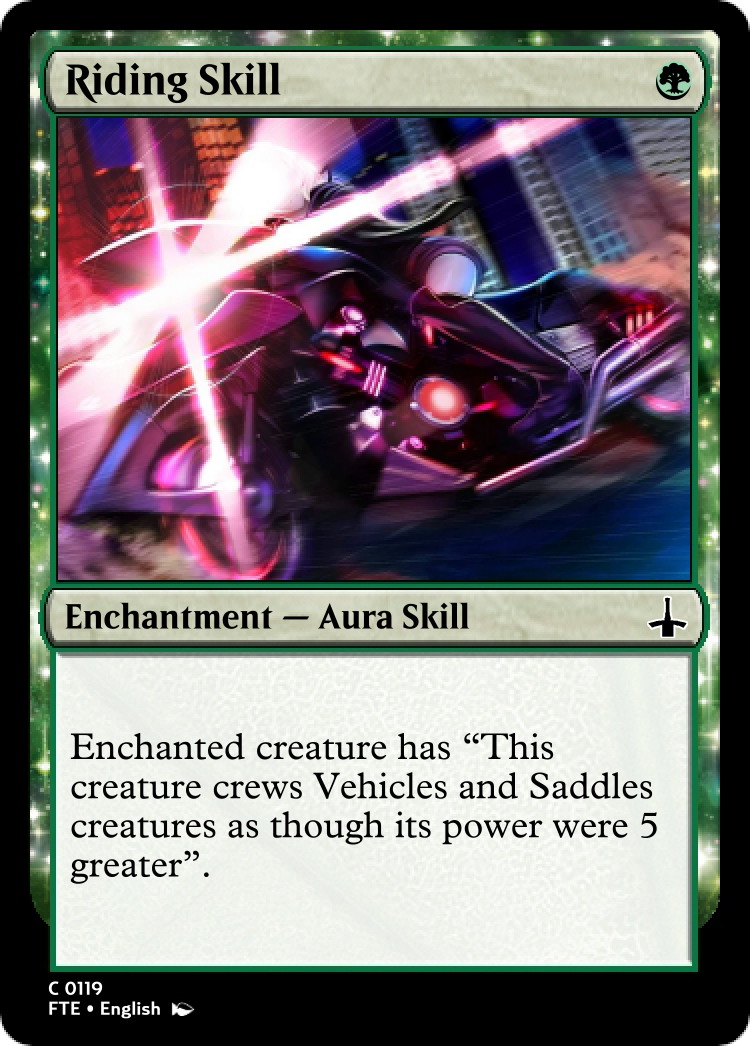 Riding Skill
Enchantment — Aura Skill
Enchanted creature has “This
creature crews Vehicles and Saddles
creatures as though its power were 5
greater”.
C 0119
FTE • English